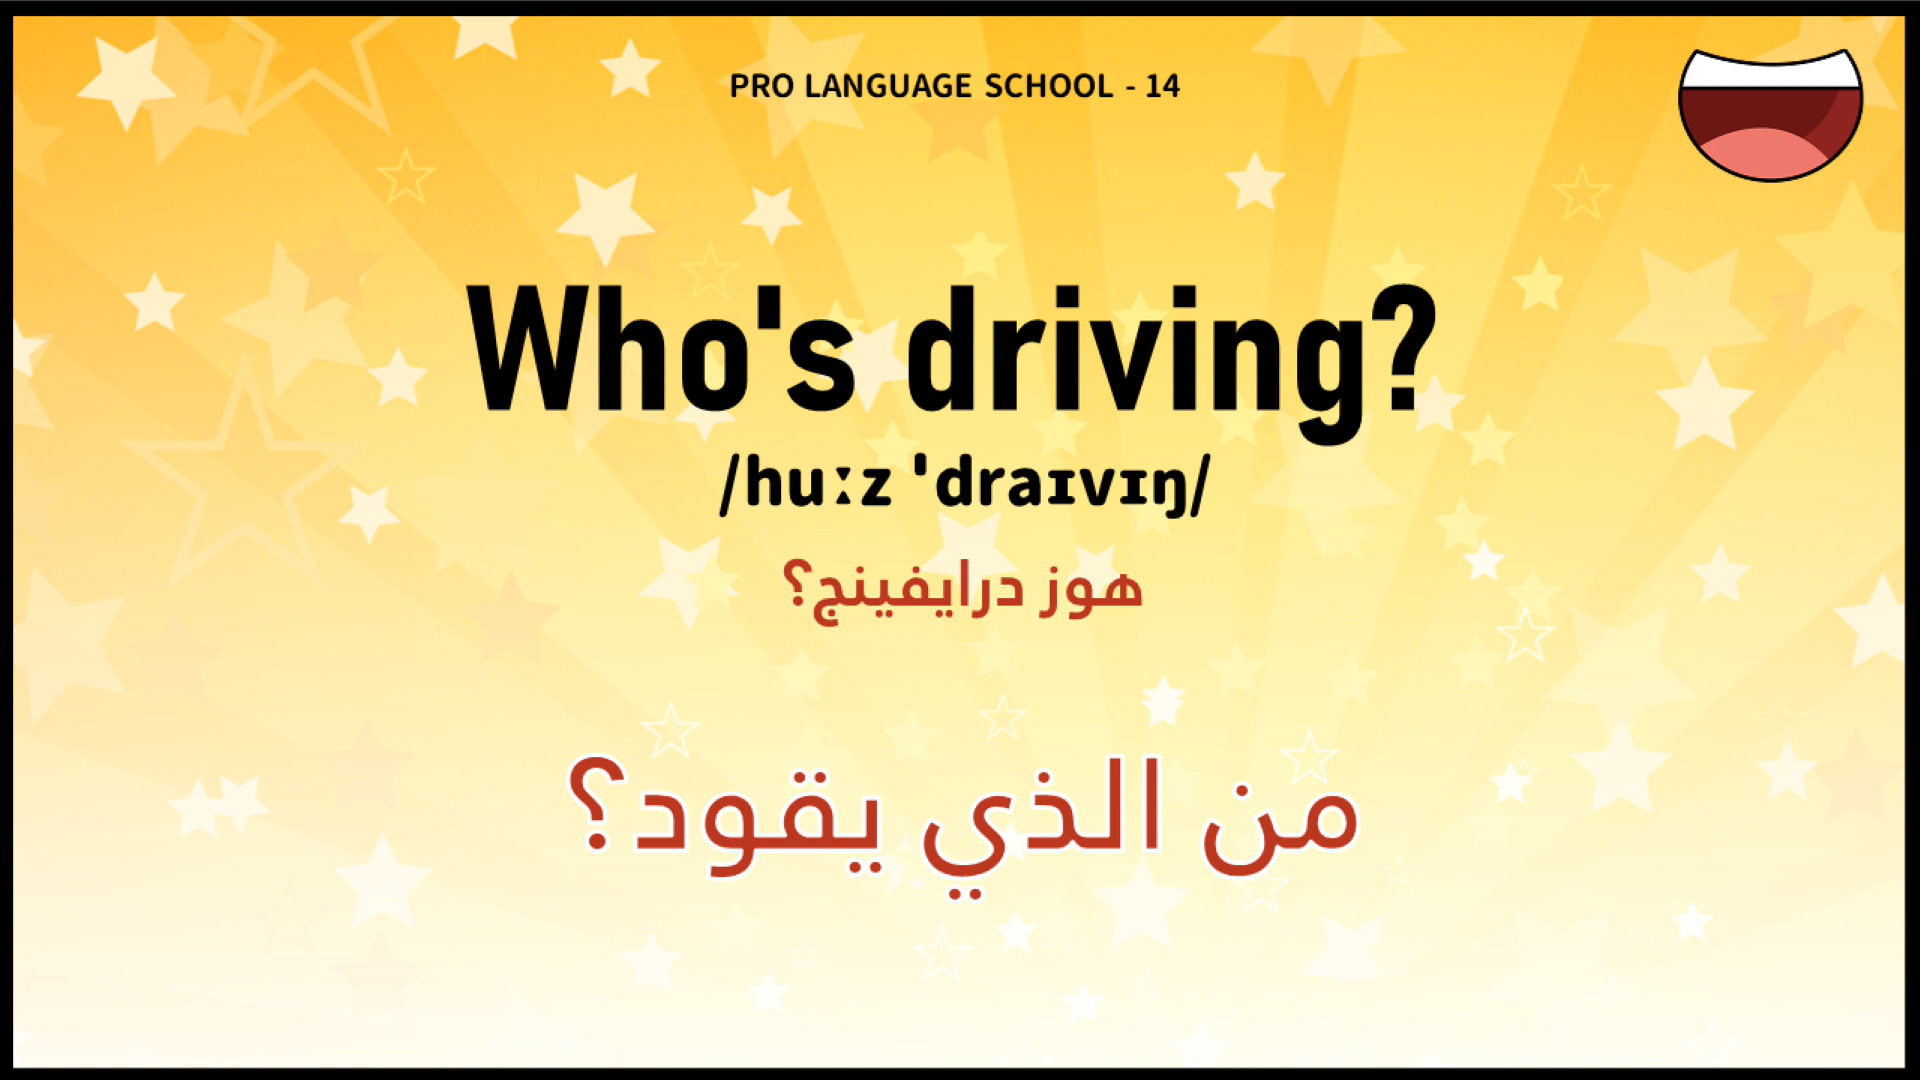 PRO LANGUAGE SCHOOL - 14
Who's driving?
/huːz ˈdraɪvɪŋ/
هوز درايفينج؟
من الذي يقود؟